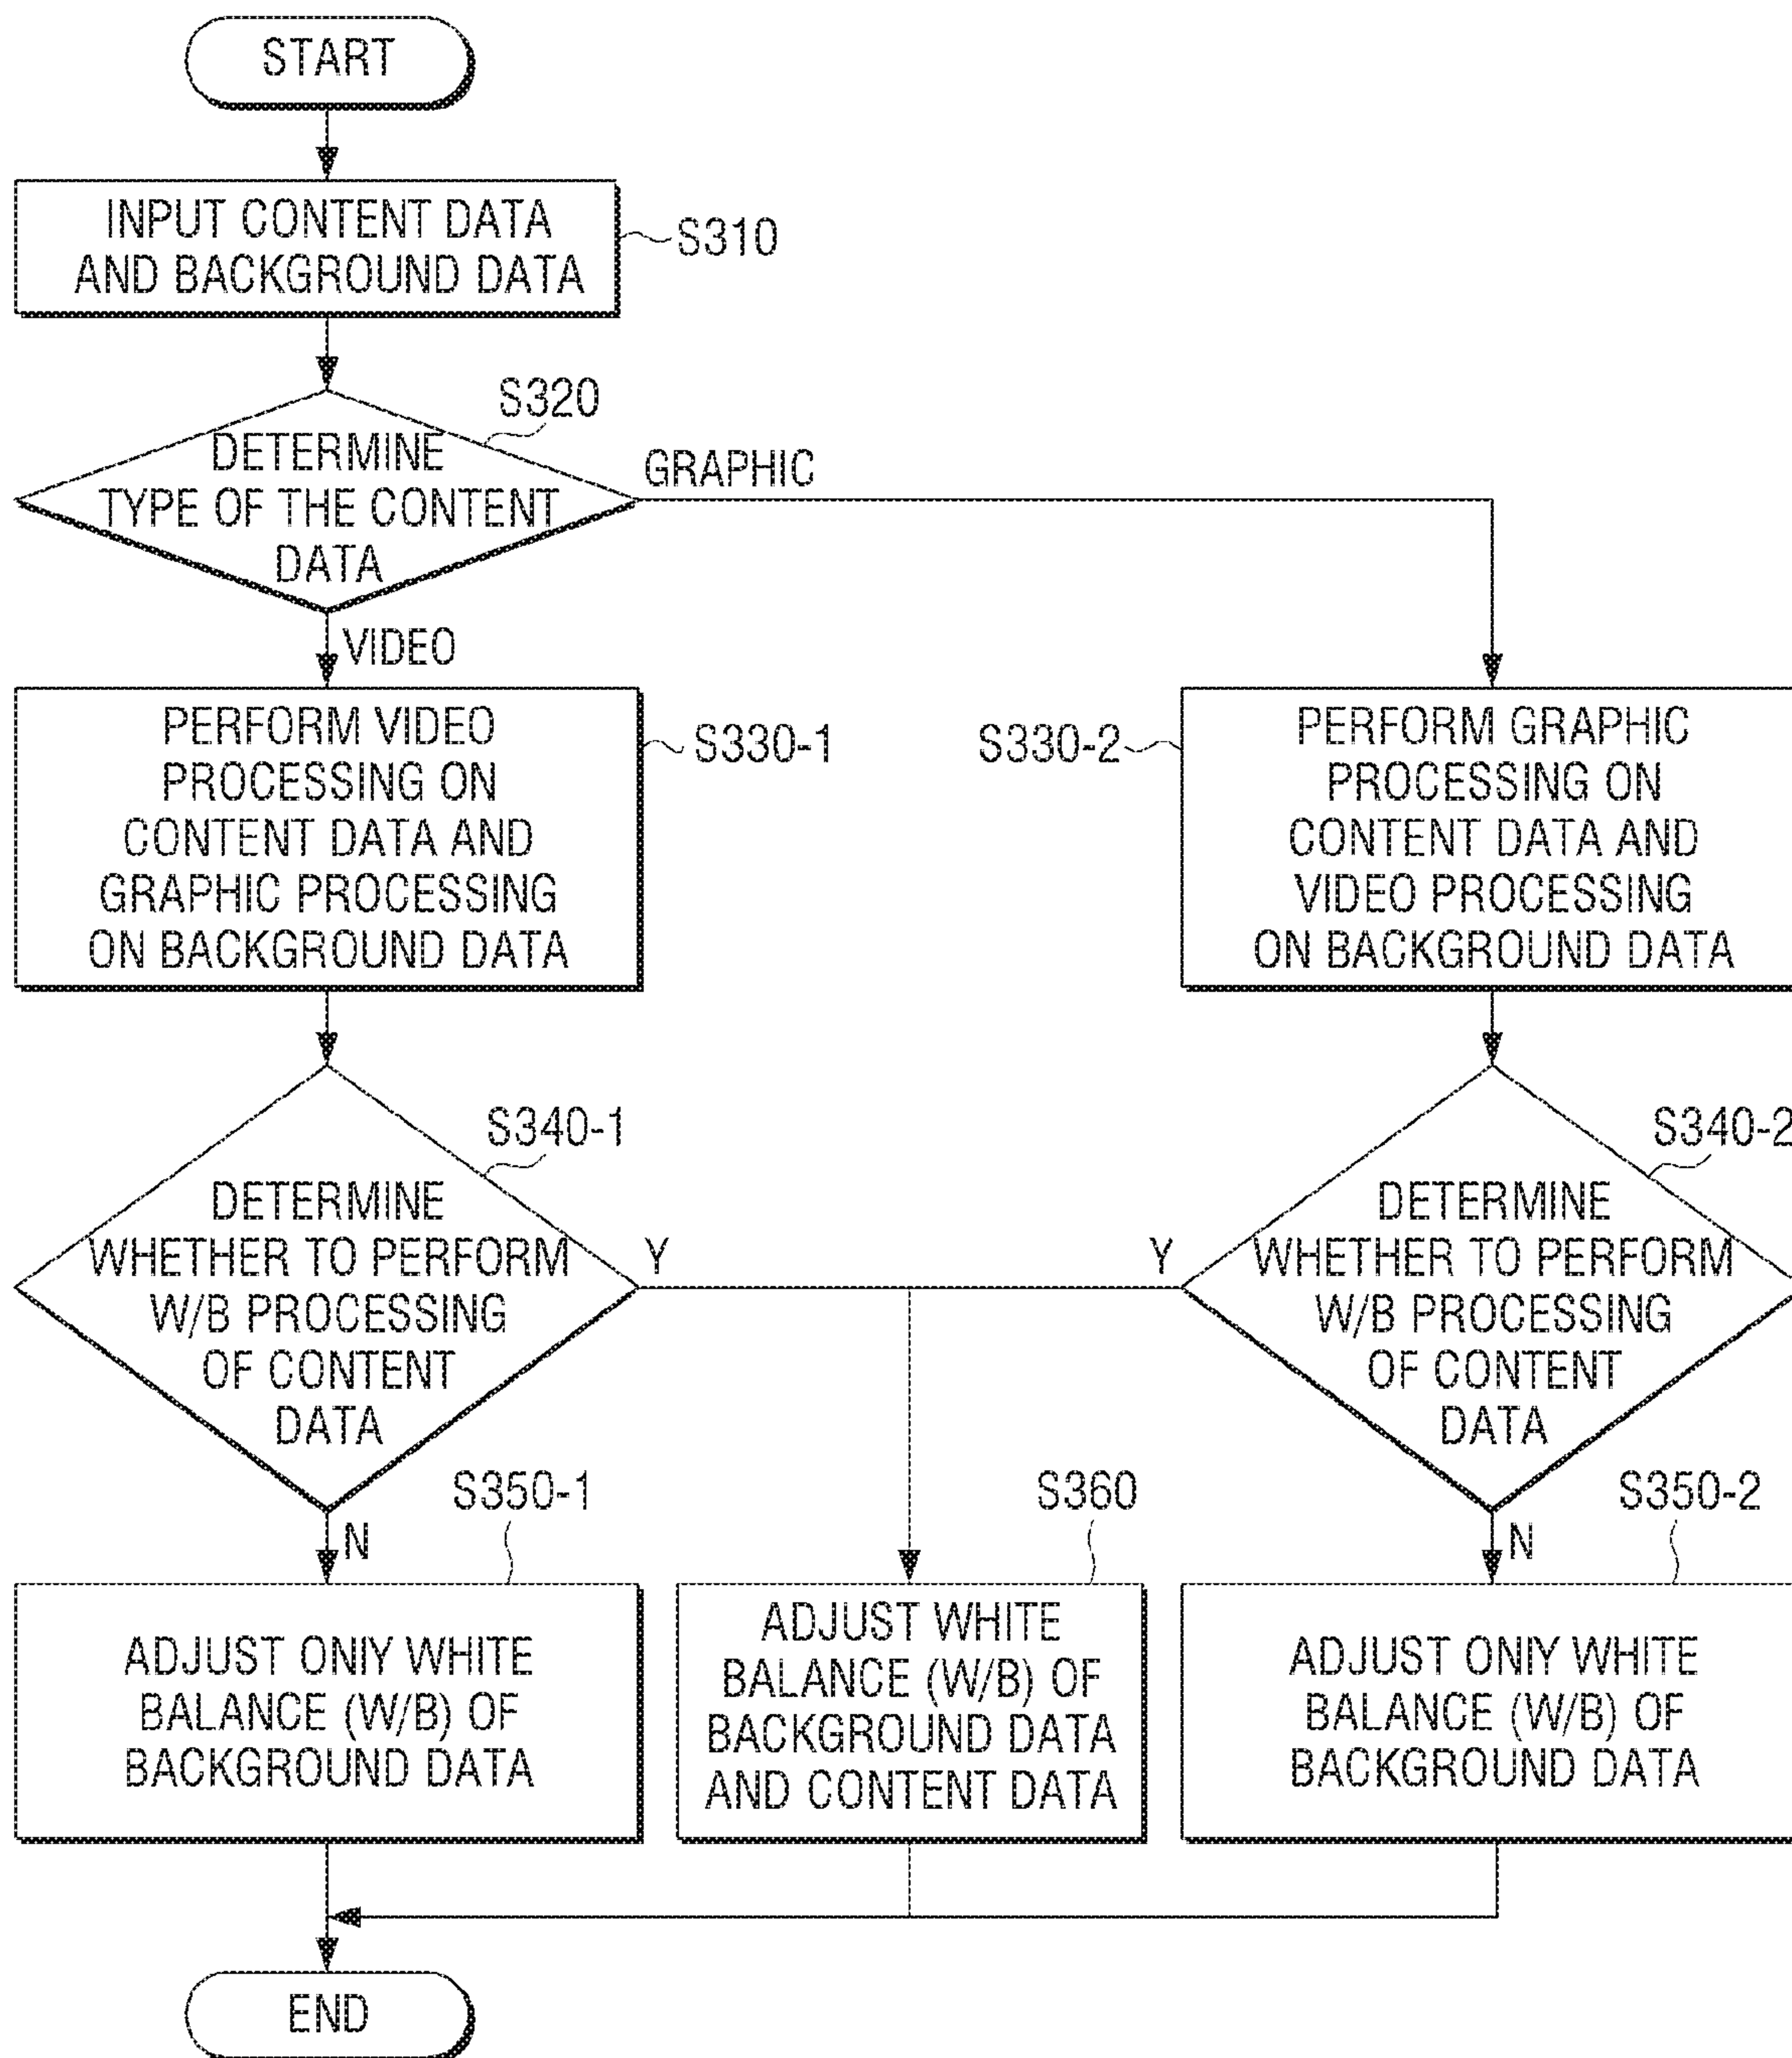 START
INPUT CONTENT DATA
AND BACKGROUND DATA
S310
S320
DETERMINE
TYPE OF THE CONTENT
DATA
GRAPHIC
VIDEO
PERFORM VIDEO
PROCESSING ON
CONTENT DATA AND
GRAPHIC PROCESSING
ON BACKGROUND DATA
S330-1
S330-2
PERFORM GRAPHIC
PROCESSING ON
CONTENT DATA AND
VIDEO PROCESSING
ON BACKGROUND DATA
S340-1
DETERMINE
WHETHER TO PERFORM
W/B PROCESSING
OF CONTENT
DATA
Y
N
S340-2
DETERMINE
WHETHER TO PERFORM
W/B PROCESSING
OF CONTENT
DATA
Y
N
S350-1
ADJUST ONIY WHITE
BALANCE (W/B) OF
BACKGROUND DATA
S360
ADJUST WHITE
BALANCE (W/B) OF
BACKGROUND DATA
AND CONTENT DATA
S350-2
ADJUST ONIY WHITE
BALANCE (W/B) OF
BACKGROUND DATA
END